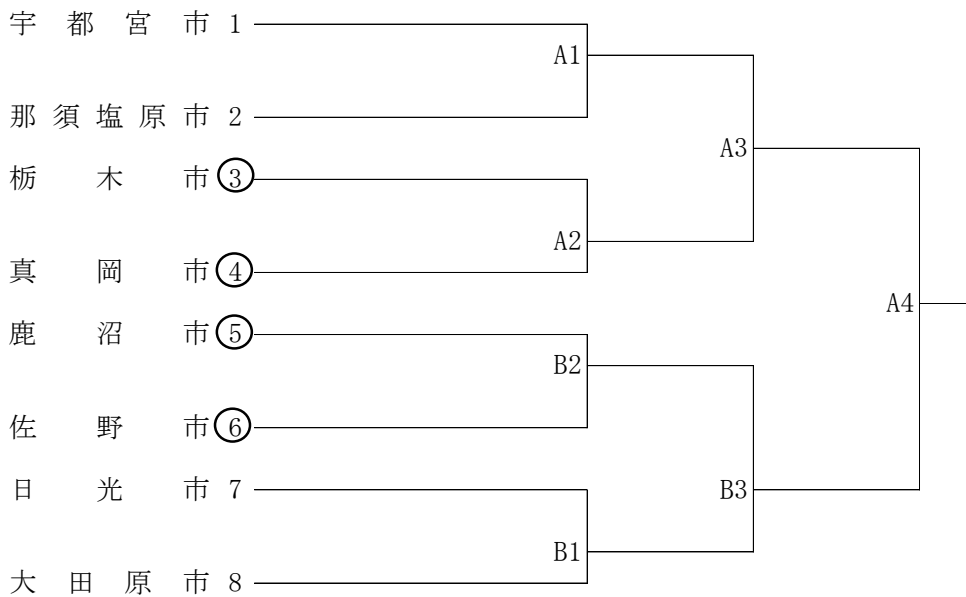 宇都宮市 1
A1
那須塩原市 2
A3
栃木市 ③
A2
真岡市 ④
A4
鹿沼市 ⑤
B2
佐野市 ⑥
日光市 7
B3
B1
大田原市 8